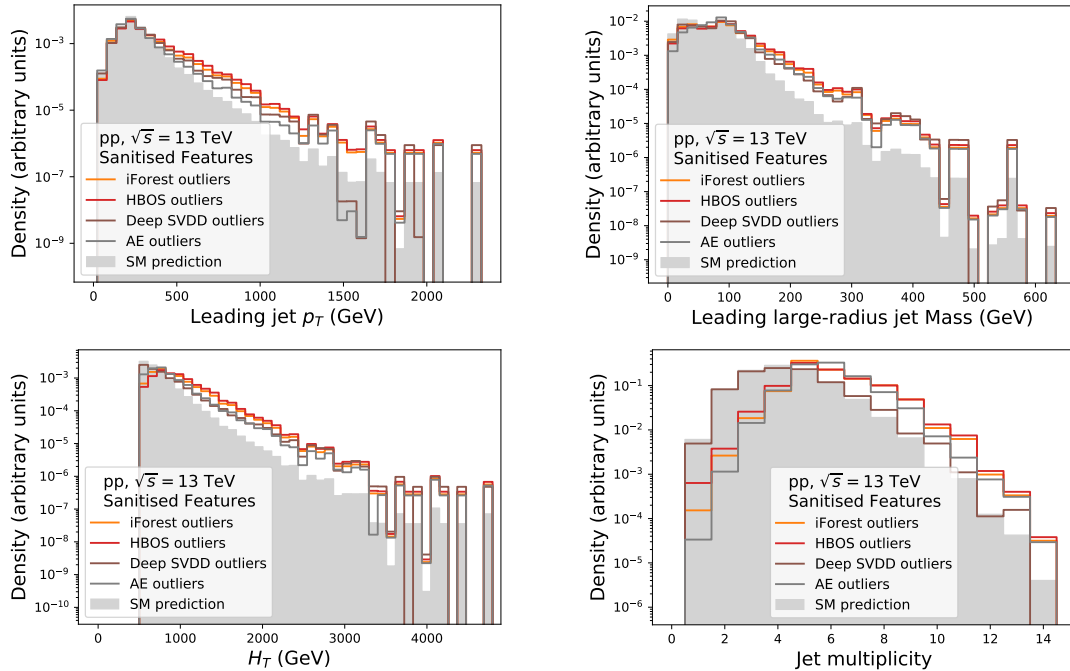 Density (arbitrary units)
10⁻³
10⁻⁵
10⁻⁷
10⁻⁹
pp, √s = 13 TeV
Sanitised Features
iForest outliers
HBOS outliers
Deep SVDD outliers
AE outliers
SM prediction
0 500 1000 1500 2000
Leading jet p_T (GeV)
Density (arbitrary units)
10⁻²
10⁻³
10⁻⁴
10⁻⁵
10⁻⁶
10⁻⁷
10⁻⁸
10⁻⁹
pp, √s = 13 TeV
Sanitised Features
iForest outliers
HBOS outliers
Deep SVDD outliers
AE outliers
SM prediction
0 100 200 300 400 500 600
Leading large-radius jet Mass (GeV)
Density (arbitrary units)
10⁻³
10⁻⁴
10⁻⁵
10⁻⁶
10⁻⁷
10⁻⁸
10⁻⁹
10⁻¹⁰
pp, √s = 13 TeV
Sanitised Features
iForest outliers
HBOS outliers
Deep SVDD outliers
AE outliers
SM prediction
0 1000 2000 3000 4000
H_T (GeV)
Density (arbitrary units)
10⁻¹
10⁻²
10⁻³
10⁻⁴
10⁻⁵
10⁻⁶
pp, √s = 13 TeV
Sanitised Features
iForest outliers
HBOS outliers
Deep SVDD outliers
AE outliers
SM prediction
0 2 4 6 8 10 12 14
Jet multiplicity